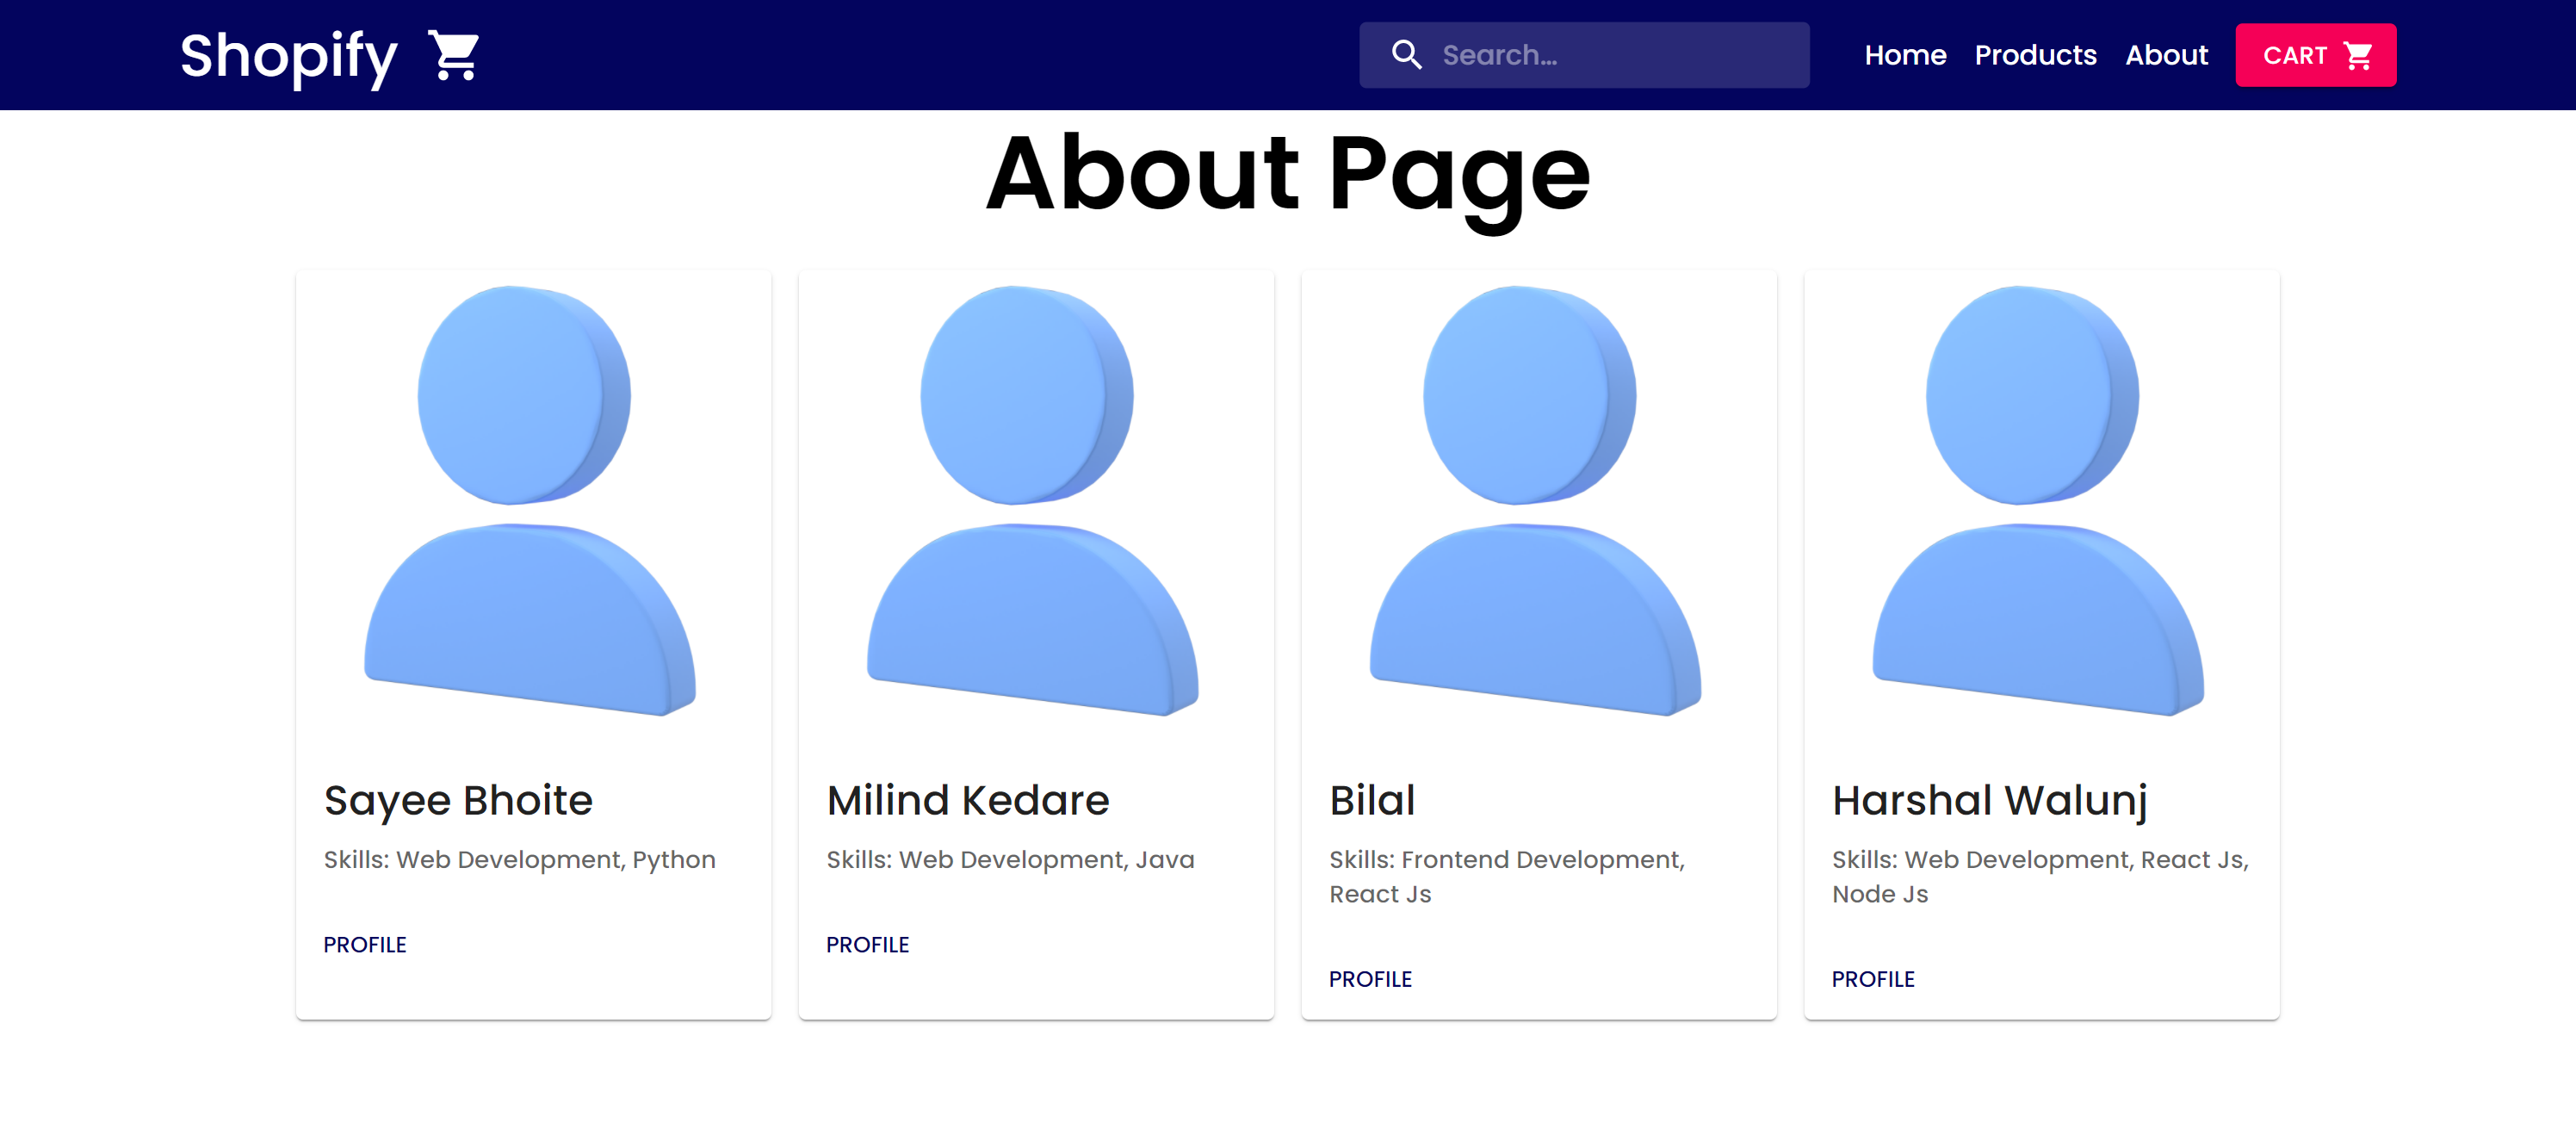 Shopify
Search...
Home
Products
About
CART
About Page
Sayee Bhoite
Skills: Web Development, Python
PROFILE
Milind Kedare
Skills: Web Development, Java
PROFILE
Bilal
Skills: Frontend Development,
React Js
PROFILE
Harshal Walunj
Skills: Web Development, React Js,
Node Js
PROFILE